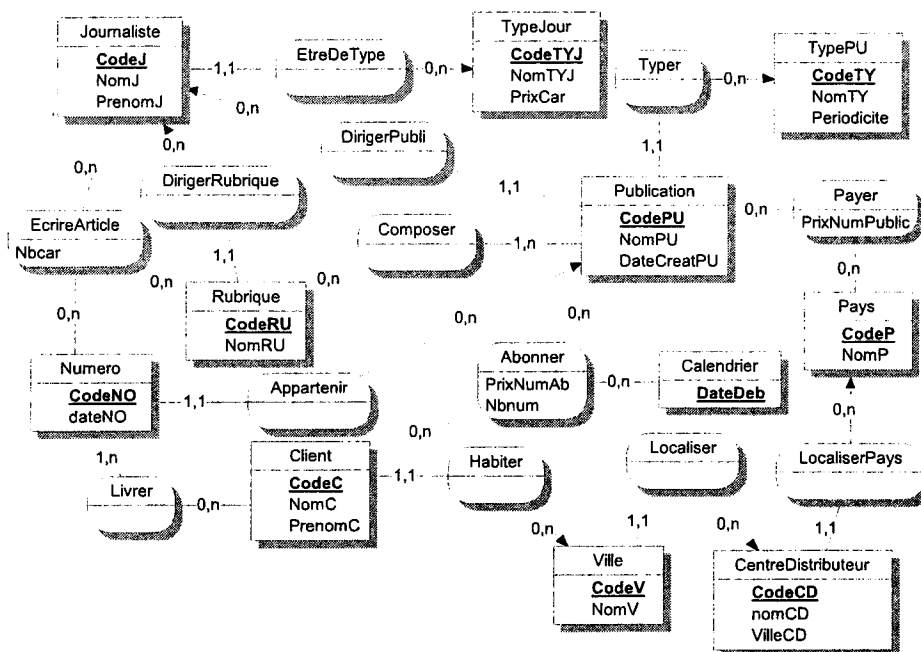 Journaliste
CodeJ
NomJ
PrenomJ
1,1
EtreDeType
0,n
TypeJour
CodeTYJ
NomTYJ
PrixCar
Typer
0,n
TypePU
CodeTY
NomTY
Periodicite
0,n
0,n
DirigerPubli
1,1
0,n
DirigerRubrique
1,1
Publication
CodePU
NomPU
DateCreatPU
0,n
Payer
PrixNumPublic
EcrireArticle
Nbcar
Composer
1,n
1,1
0,n
0,n
0,n
Rubrique
CodeRU
NomRU
0,n
0,n
0,n
Pays
CodeP
NomP
Numero
CodeNO
dateNO
1,1
Appartenir
Abonner
PrixNumAb
Nbnum
0,n
Calendrier
DateDeb
0,n
0,n
1,n
Client
CodeC
NomC
PrenomC
1,1
Habiter
Localiser
LocaliserPays
Livrer
0,n
0,n
1,1
0,n
1,1
Ville
CodeV
NomV
CentreDistributeur
CodeCD
nomCD
VilleCD